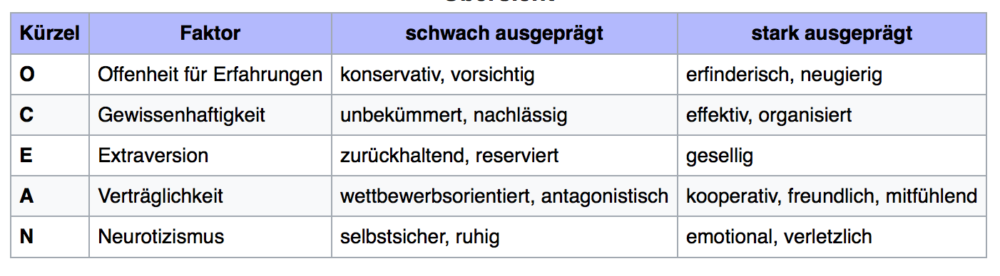 Kürzel Faktor schwach ausgeprägt stark ausgeprägt
O Offenheit für Erfahrungen konservativ, vorsichtig erfinderisch, neugierig
C Gewissenhaftigkeit unbekümmert, nachlässig effektiv, organisiert
E Extraversion zurückhaltend, reserviert gesellig
A Verträglichkeit wettbewerbsorientiert, antagonistisch kooperativ, freundlich, mitfühlend
N Neurotizismus selbstsicher, ruhig emotional, verletzlich